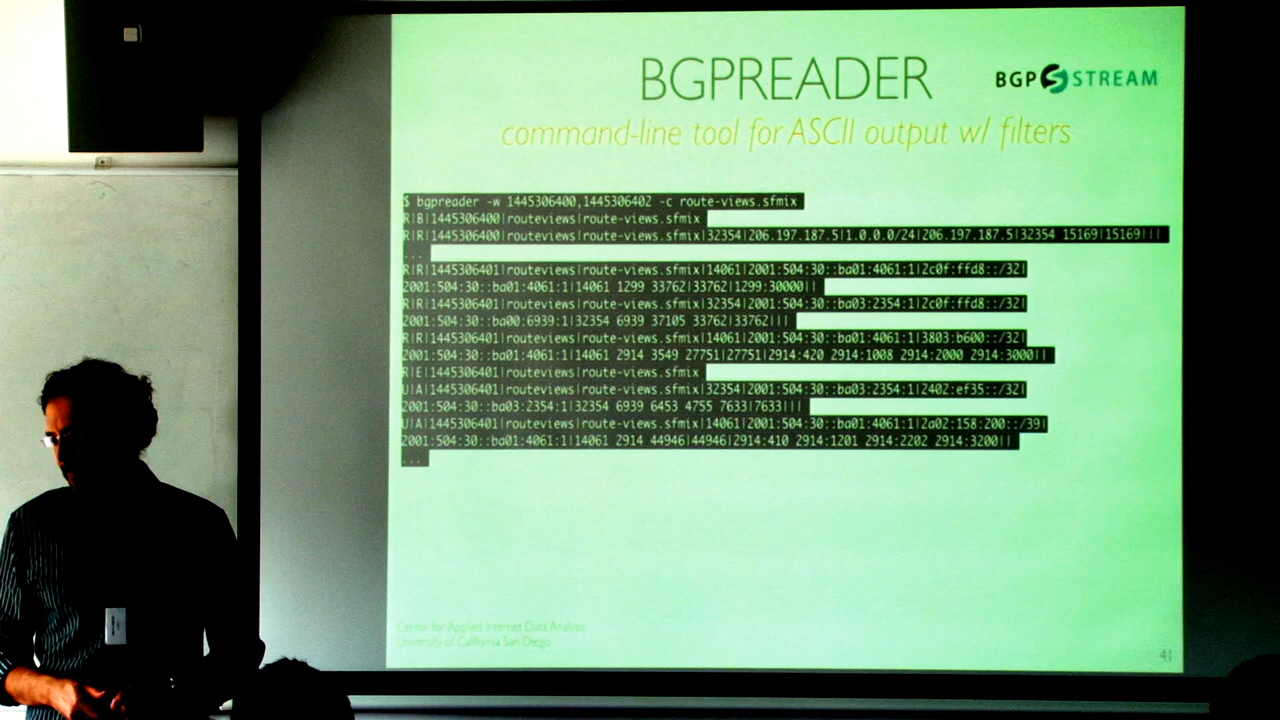 BGPREADER
BGP STREAM
command-line tool for ASCII output w/ filters
$ bgpreader -w 1445306400,1445306402 -c route-views.sfmix
R|B|1445306400|routeviews|route-views.sfmix
R|R|1445306400|routeviews|route-views.sfmix|32354|206.197.187.5|1.0.0.0/24|206.197.187.5|32354 15169|15169|||
...
R|R|1445306401|routeviews|route-views.sfmix|14061|2001:504:30::ba01:4061:1|2c0f:ffd8::/32|
2001:504:30::ba01:4061:1|14061 1299 33762|33762|1299:30000||
R|R|1445306401|routeviews|route-views.sfmix|32354|2001:504:30::ba03:2354:1|2c0f:ffd8::/32|
2001:504:30::ba00:6939:1|32354 6939 37105 33762|33762|||
R|R|1445306401|routeviews|route-views.sfmix|14061|2001:504:30::ba01:4061:1|3803:b600::/32|
2001:504:30::ba01:4061:1|14061 2914 3549 27751|27751|2914:420 2914:1008 2914:2000 2914:3000||
R|E|1445306401|routeviews|route-views.sfmix
U|A|1445306401|routeviews|route-views.sfmix|32354|2001:504:30::ba03:2354:1|2402:ef35::/32|
2001:504:30::ba03:2354:1|32354 6939 6453 4755 7633|7633|||
U|A|1445306401|routeviews|route-views.sfmix|14061|2001:504:30::ba01:4061:1|2a02:158:200::/39|
2001:504:30::ba01:4061:1|14061 2914 44946|44946|2914:410 2914:1201 2914:2202 2914:3200||
...
Center for Applied Internet Data Analysis
University of California San Diego
41